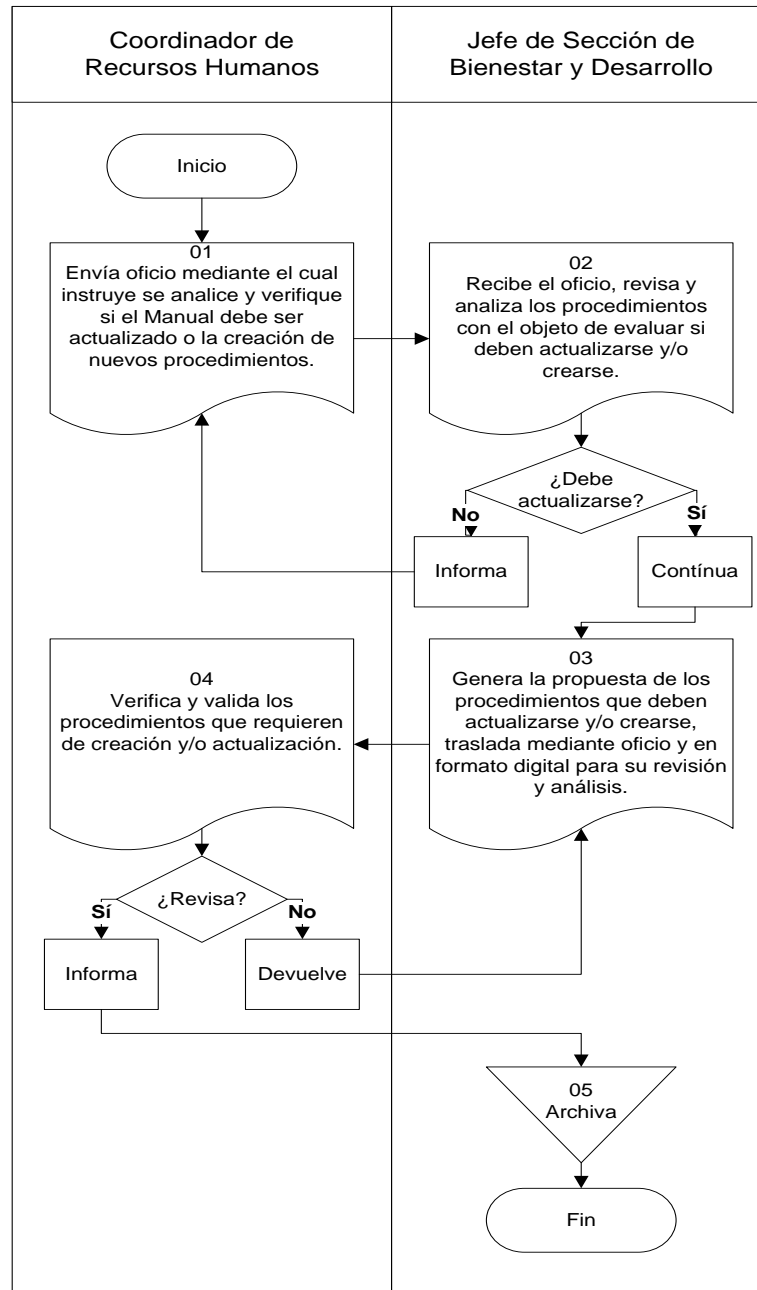 Coordinador de
Recursos Humanos
Jefe de Sección de
Bienestar y Desarrollo
Inicio
01
Envía oficio mediante el cual
instruye se analice y verifique
si el Manual debe ser
actualizado o la creación de
nuevos procedimientos.
02
Recibe el oficio, revisa y
analiza los procedimientos
con el objeto de evaluar si
deben actualizarse y/o
crearse.
¿Debe
actualizarse?
No
Sí
Informa
Contínua
03
Genera la propuesta de los
procedimientos que deben
actualizarse y/o crearse,
traslada mediante oficio y en
formato digital para su revisión
y análisis.
04
Verifica y valida los
procedimientos que requieren
de creación y/o actualización.
¿Revisa?
Sí
No
Informa
Devuelve
05
Archiva
Fin